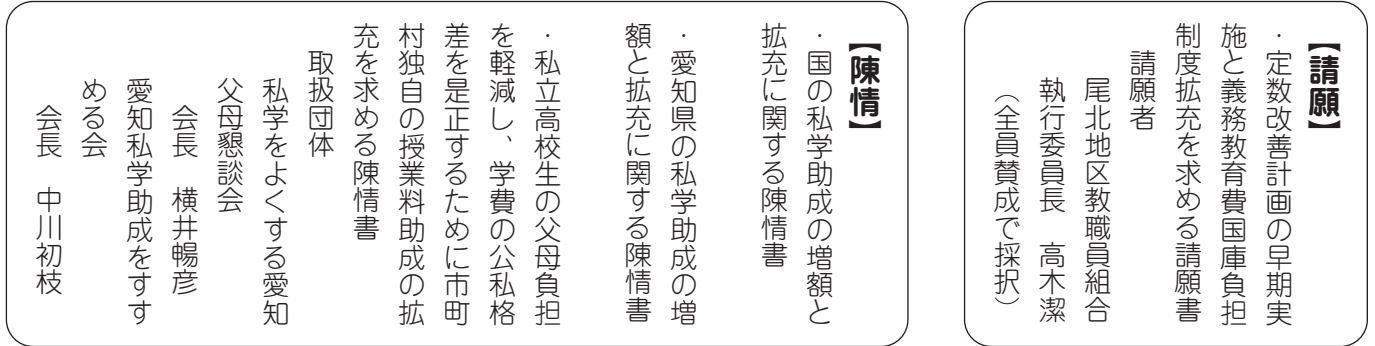 【請願】
・定数改善計画の早期実
施と義務教育費国庫負担
制度拡充を求める請願書
請願者
尾北地区教職員組合
執行委員長　高木潔
（全員賛成で採択）
【陳情】
・国の私学助成の増額と
拡充に関する陳情書
・愛知県の私学助成の増
額と拡充に関する陳情書
・私立高校生の父母負担
を軽減し、学費の公私格
差を是正するために市町
村独自の授業料助成の拡
充を求める陳情書
取扱団体
私学をよくする愛知
父母懇談会
会長　横井暢彦
愛知私学助成をすす
める会
会長　中川初枝